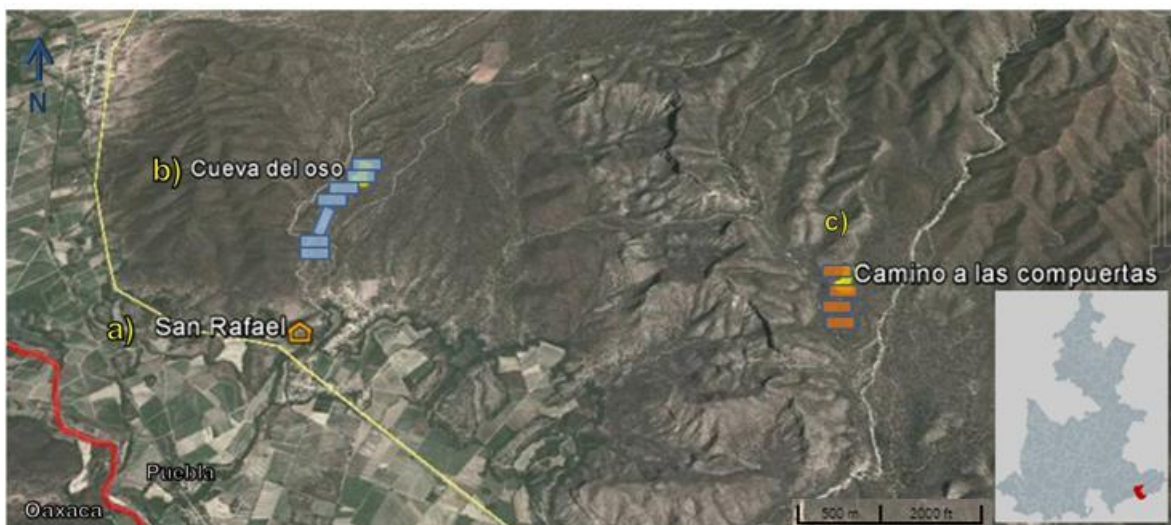 N
b) Cueva del oso
c)
Camino a las compuertas
a) San Rafael
Puebla
Oaxaca
500 m
2000 ft